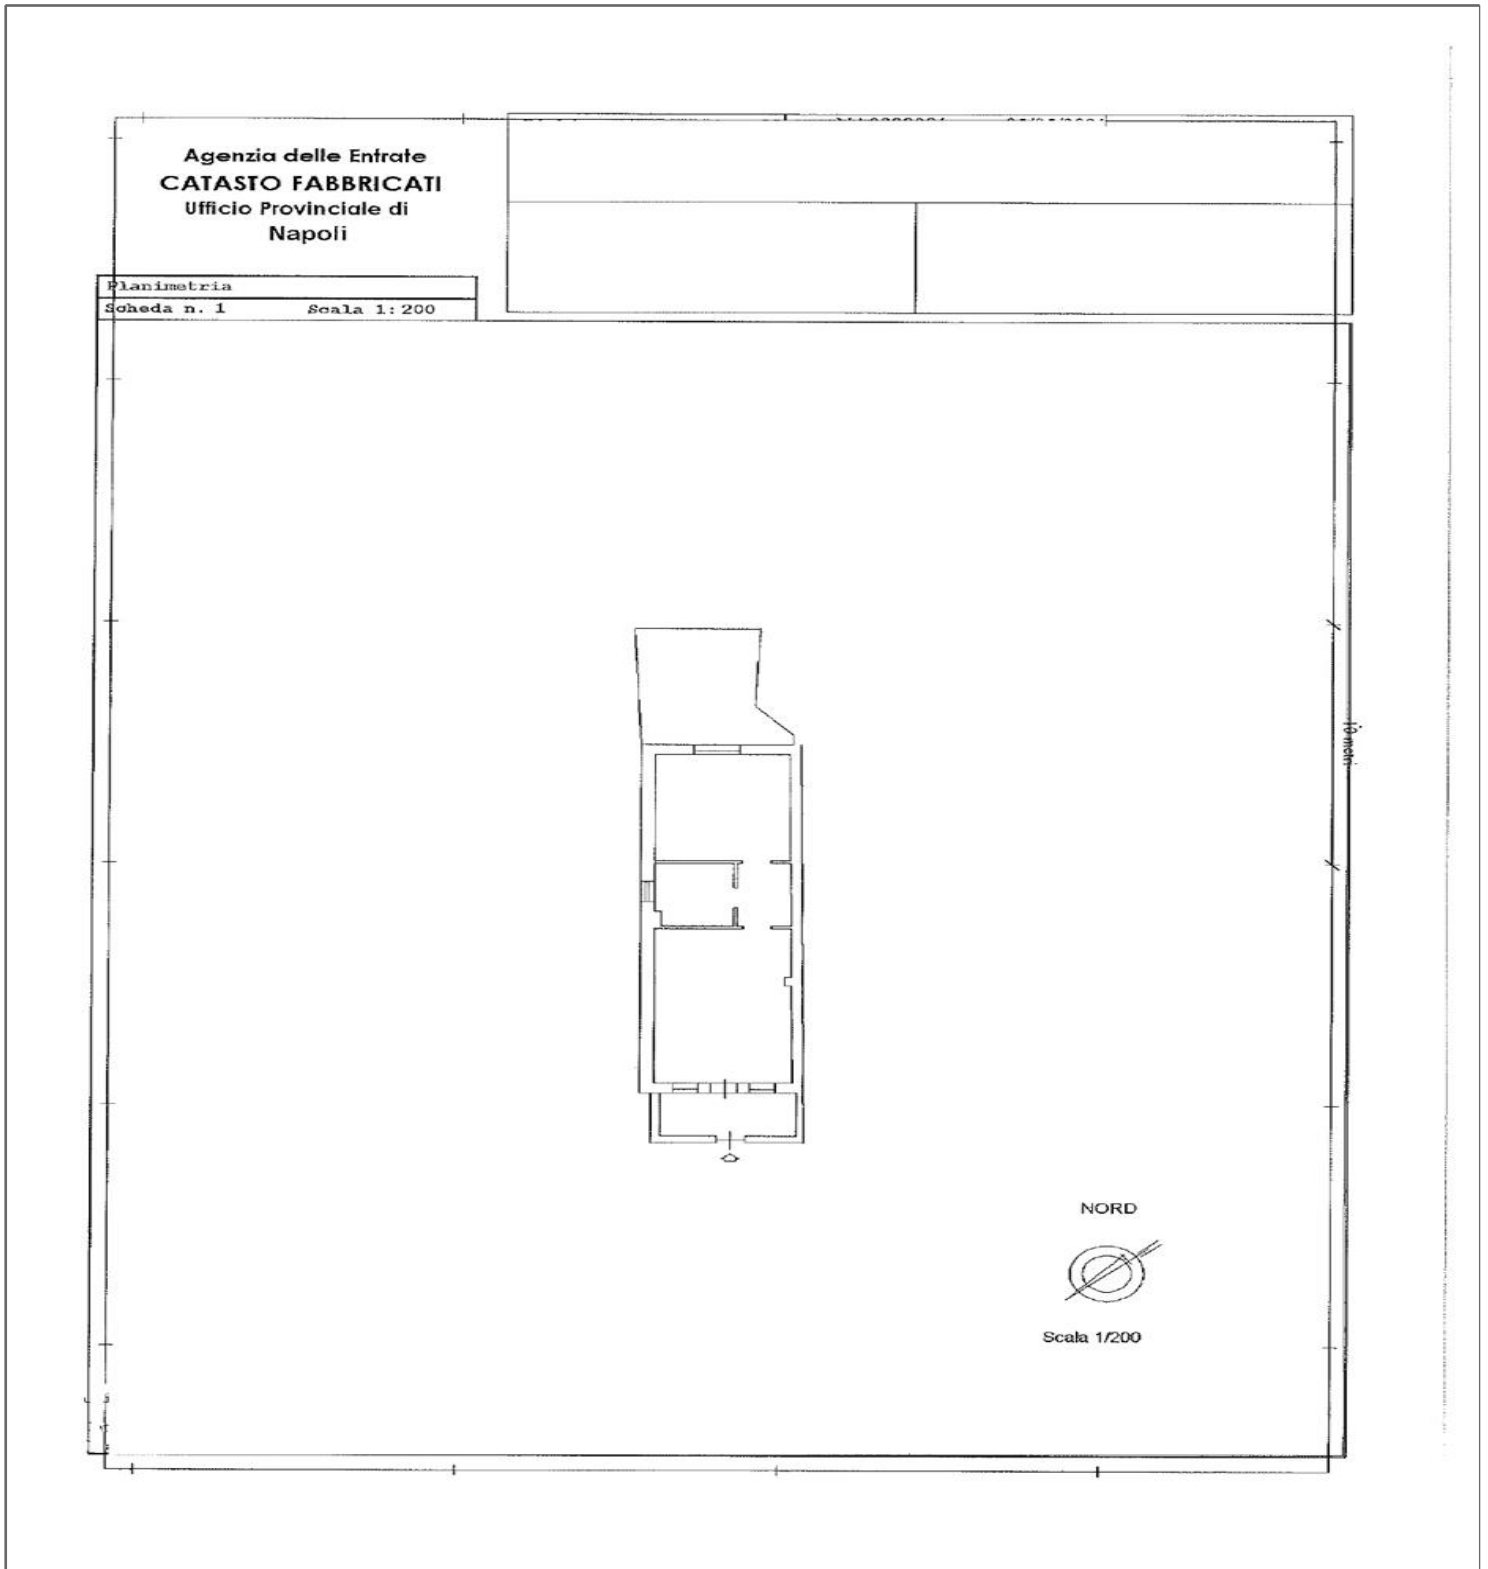 Agenzia delle Entrate
CATASTO FABBRICATI
Ufficio Provinciale di
Napoli
Planimetria
Scheda n. 1 Scala 1:200
10 metri
NORD
Scala 1/200